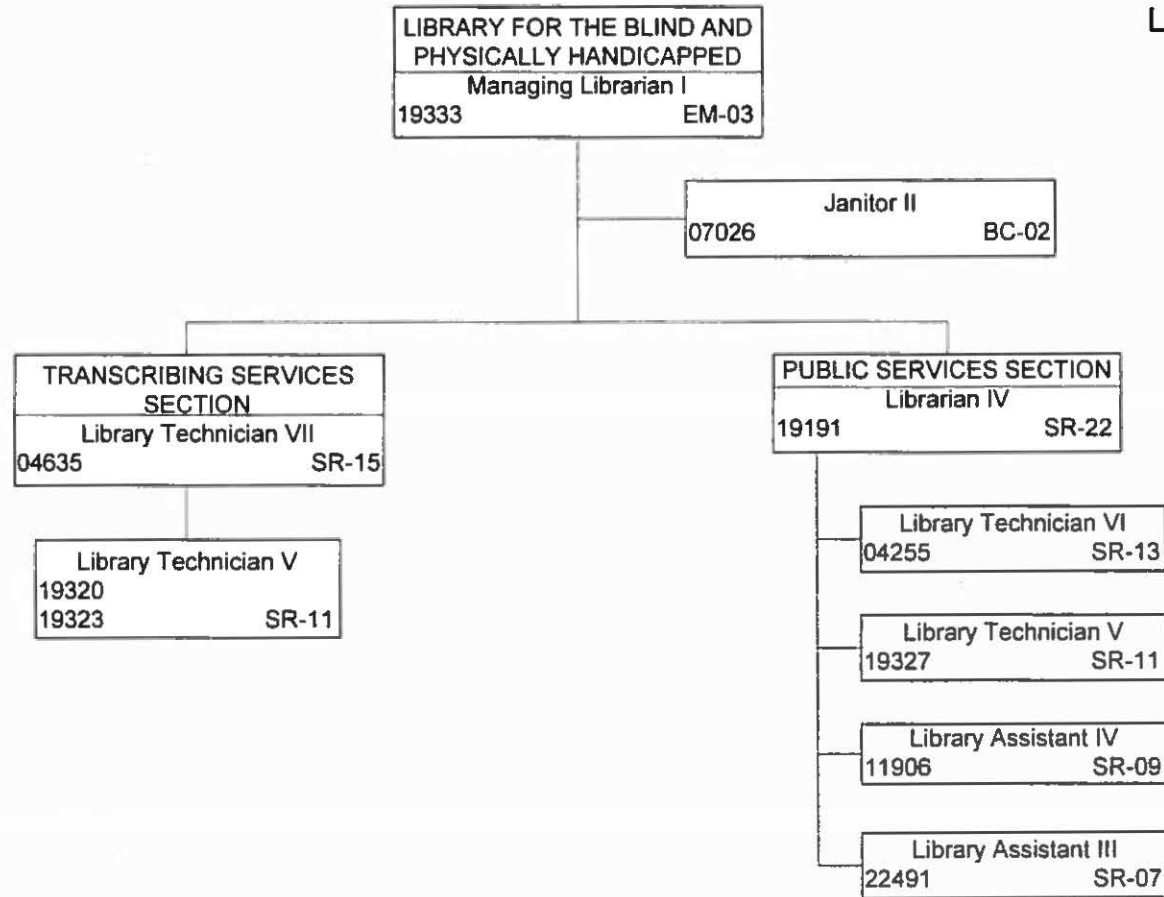 L
LIBRARY FOR THE BLIND AND
PHYSICALLY HANDICAPPED
Managing Librarian I
19333 EM-03
Janitor II
07026 BC-02
TRANSCRIBING SERVICES
SECTION
Library Technician VII
04635 SR-15
Library Technician V
19320
19323 SR-11
PUBLIC SERVICES SECTION
Librarian IV
19191 SR-22
Library Technician VI
04255 SR-13
Library Technician V
19327 SR-11
Library Assistant IV
11906 SR-09
Library Assistant III
22491 SR-07